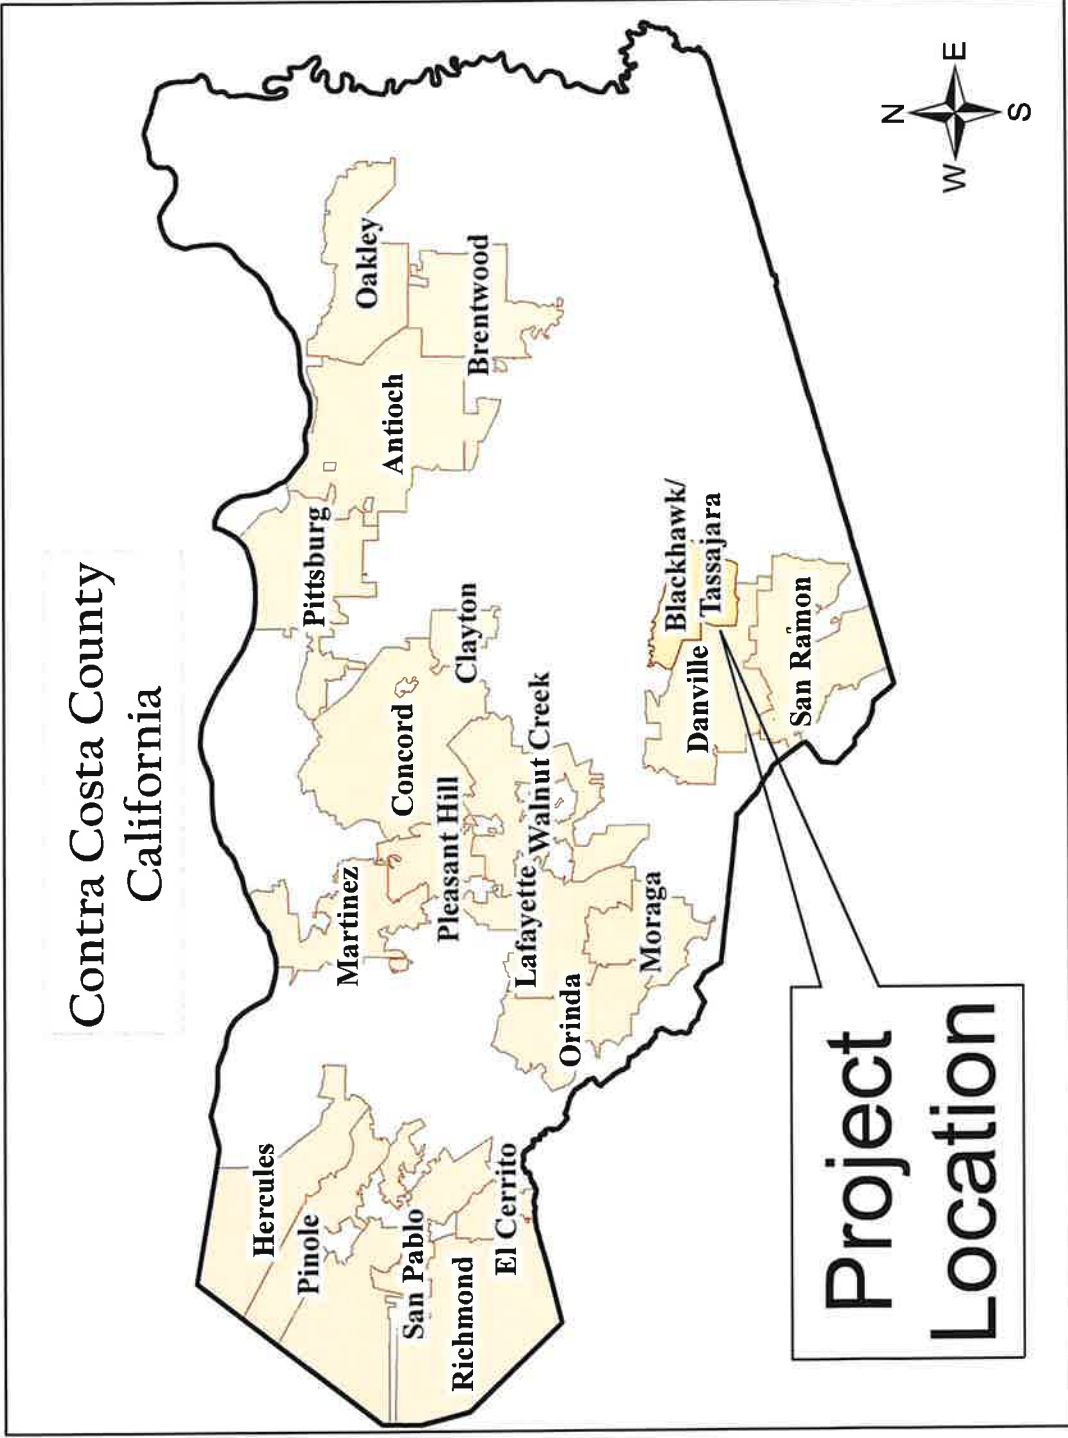 Contra Costa County
California
Hercules
Pinole
San Pablo
Richmond
El Cerrito
Martinez
Pleasant Hill
Concord
Clayton
Pittsburg
Antioch
Oakley
Brentwood
Lafayette
Walnut Creek
Orinda
Moraga
Danville
Blackhawk/
Tassajara
San Ramon
Project
Location
N
W
E
S